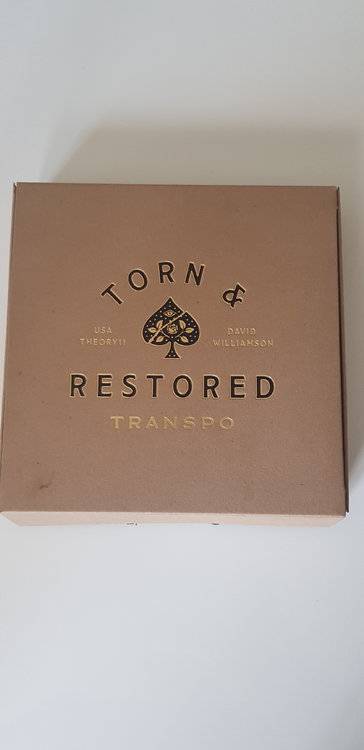 TORN &
USA
THEORY11
DAVID
WILLIAMSON
RESTORED
TRANSPO